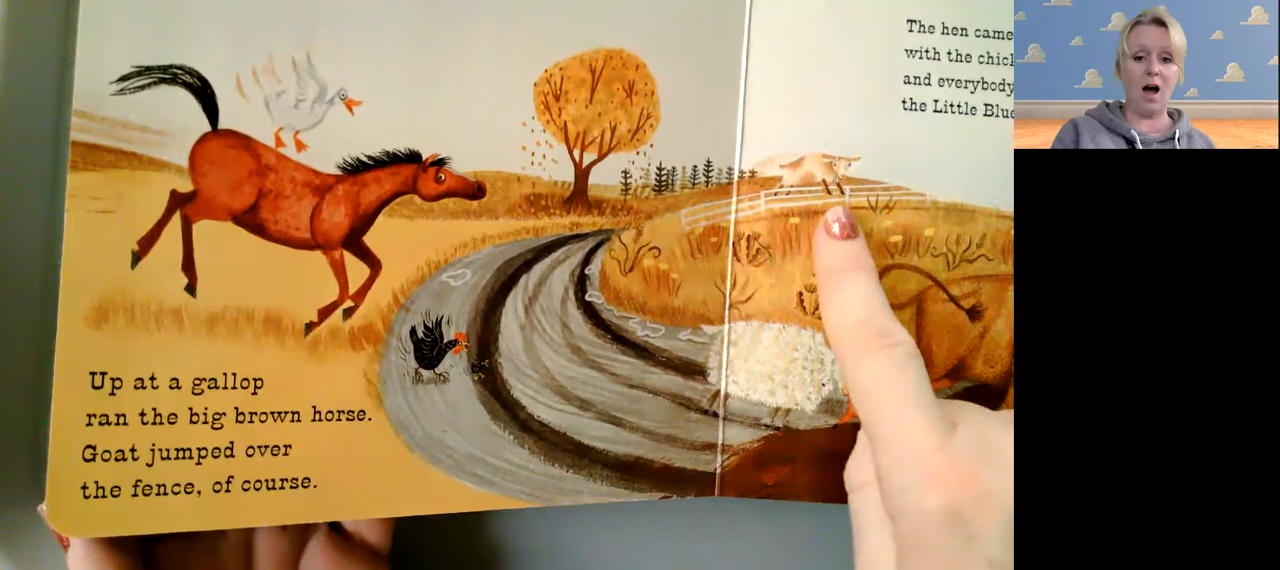 Up at a gallop
ran the big brown horse.
Goat jumped over
the fence, of course.
The hen came
with the
and everybody
the Little